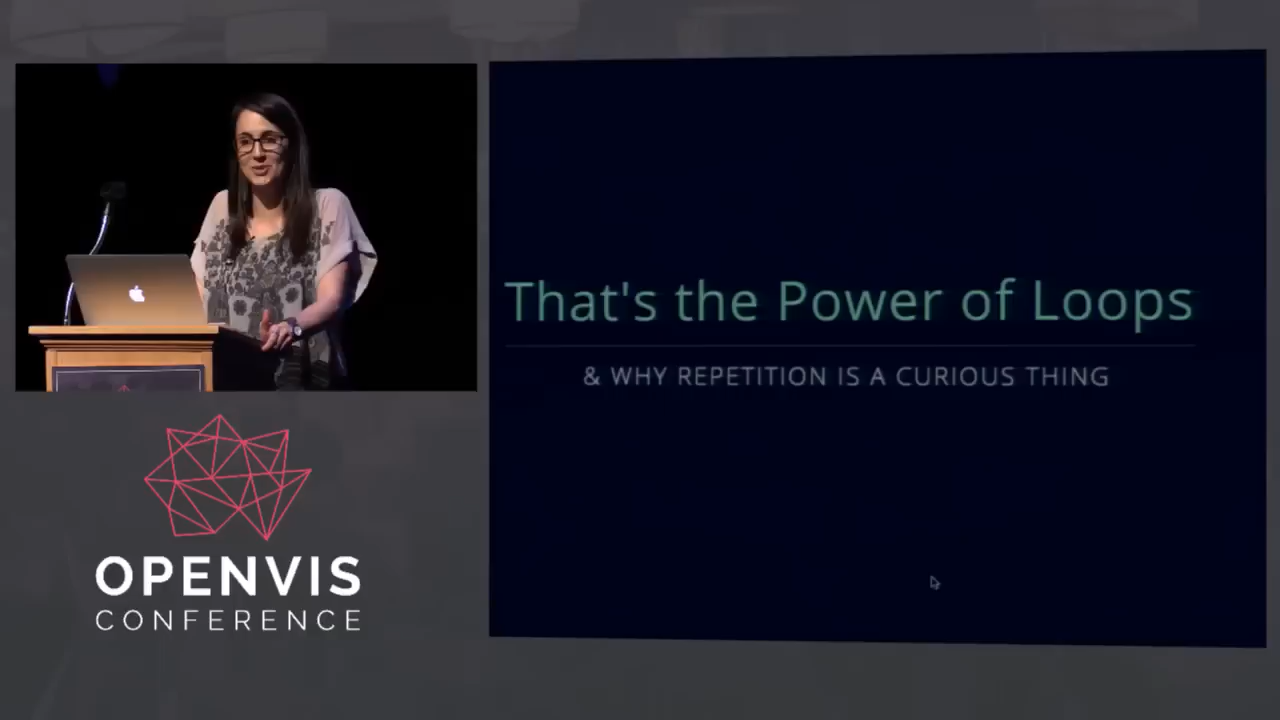 That's the Power of Loops
& WHY REPETITION IS A CURIOUS THING
OPENVIS
CONFERENCE